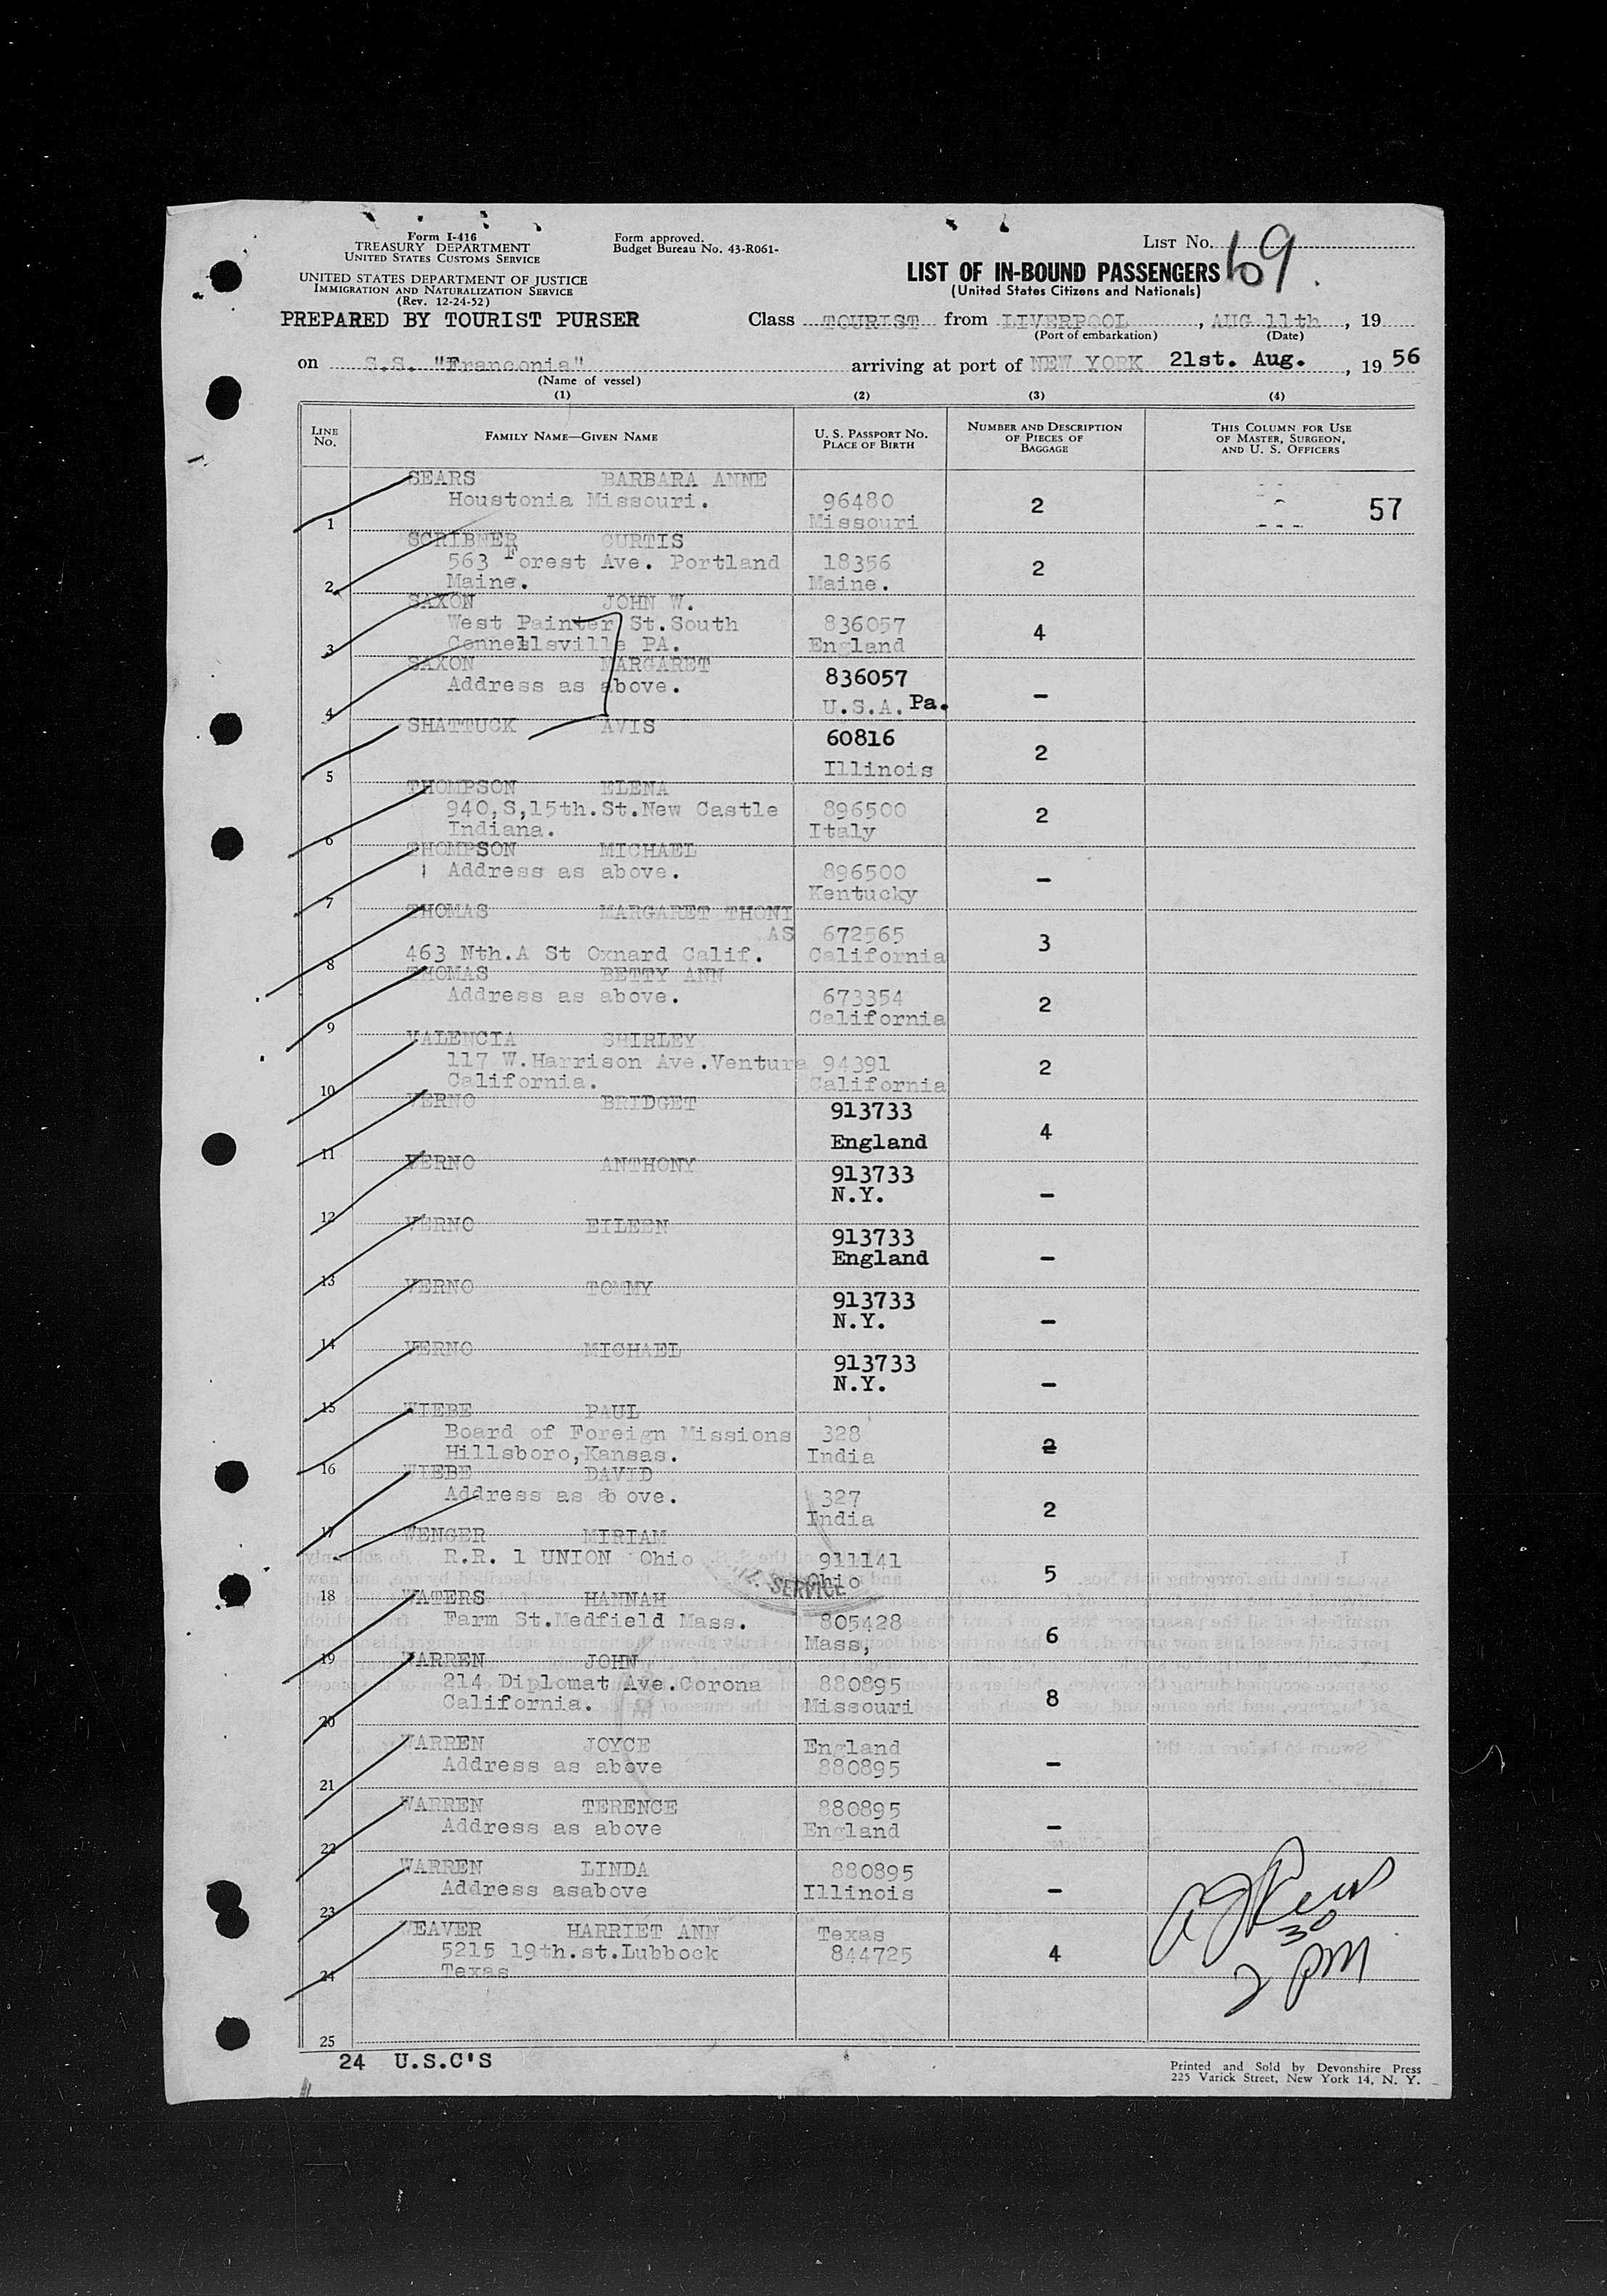 Form I-416
TREASURY DEPARTMENT
UNITED STATES CUSTOMS SERVICE
UNITED STATES DEPARTMENT OF JUSTICE
IMMIGRATION AND NATURALIZATION SERVICE
(Rev. 12-24-52)
PREPARED BY TOURIST PURSER
Form approved.
Budget Bureau No. 43-R061-
LIST NO. 69
LIST OF IN-BOUND PASSENGERS
(United States Citizens and Nationals)
Class TOURIST from LIVERPOOL, AUG 11th, 19
(Port of embarkation) (Date)
on S.S. "Franconia" arriving at port of NEW YORK 21st. Aug., 19 56
(Name of vessel)
(1) (2) (3) (4)
LINE NO. FAMILY NAME—GIVEN NAME U. S. PASSPORT NO. PLACE OF BIRTH NUMBER AND DESCRIPTION OF PIECES OF BAGGAGE THIS COLUMN FOR USE OF MASTER, SURGEON, AND U. S. OFFICERS
SEARS BARBARA ANNE
Houstonia Missouri. 96480 2 57
1 Missouri
SCRIBNER CURTIS
563 Forest Ave. Portland 18356 2
2 Maine. Maine.
SAXON JOHN W.
West Painter St.South 836057 4
3 Connellsville PA. England
SAXON MARGARET
Address as above. 836057 –
4 U.S.A. Pa.
SHATTUCK AVIS 60816 2
5 Illinois
THOMPSON ELENA
940,S,15th.St.New Castle 896500 2
6 Indiana. Italy
THOMPSON MICHAEL
Address as above. 896500 –
7 Kentucky
THOMAS MARGARET THONI
AS 672565 3
8 463 Nth.A St Oxnard Calif. California
THOMAS BETTY ANN
Address as above. 673354 2
9 California
VALENCIA SHIRLEY
117 W.Harrison Ave.Ventura 94391 2
10 California. California
VERNO BRIDGET 913733 4
11 England
VERNO ANTHONY 913733 –
12 N.Y.
VERNO EILEEN 913733 –
13 England
VERNO TOMMY 913733 –
14 N.Y.
VERNO MICHAEL 913733 –
15 N.Y.
WIEBE PAUL
Board of Foreign Missions 328 2
16 Hillsboro,Kansas. India
WIEBE DAVID
Address as above. 327 2
17 India
WENGER MIRIAM
R.R. 1 UNION Ohio 911141 5
18 Ohio
SERVICE
WATERS HANNAH
Farm St.Medfield Mass. 805428 6
19 Mass,
WARREN JOHN
214 Diplomat Ave.Corona 880895 8
20 California. Missouri
WARREN JOYCE England
21 Address as above 880895 –
WARREN TERENCE 880895
22 Address as above England –
WARREN LINDA 880895
23 Address asabove Illinois –
WEAVER HARRIET ANN Texas
5215 19th.st.Lubbock 844725 4
24 Texas
30
2 PM
25
24 U.S.C'S
Printed and Sold by Devonshire Press
225 Varick Street, New York 14, N. Y.